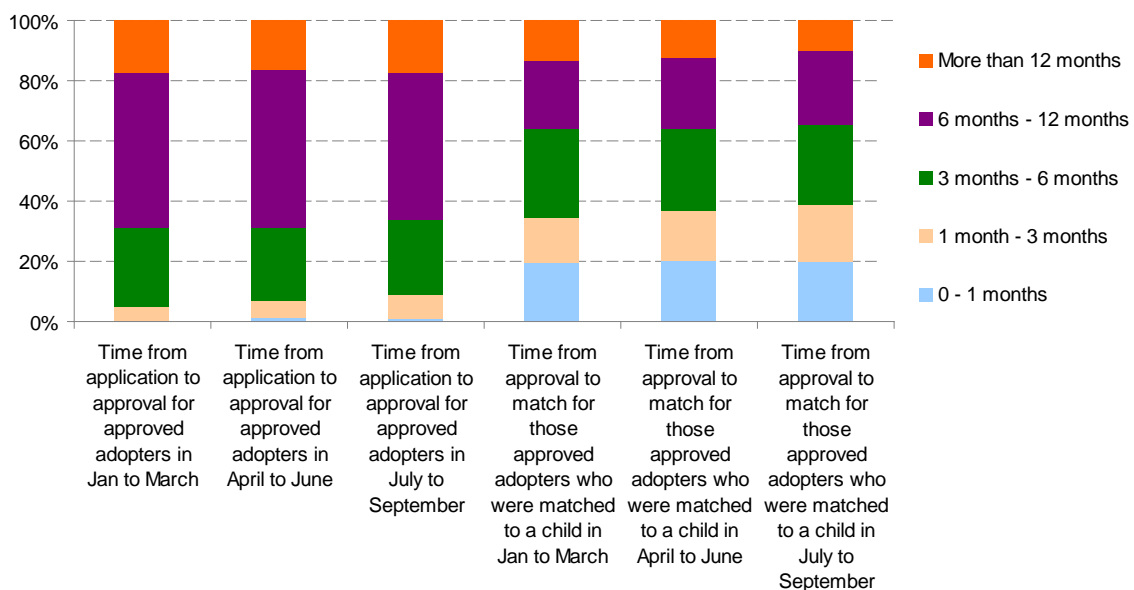 100%
80%
60%
40%
20%
0%
More than 12 months
6 months - 12 months
3 months - 6 months
1 month - 3 months
0 - 1 months
Time from
application to
approval for
approved
adopters in
Jan to March
Time from
application to
approval for
approved
adopters in
April to June
Time from
application to
approval for
approved
adopters in
July to
September
Time from
approval to
match for
those
approved
adopters who
were matched
to a child in
Jan to March
Time from
approval to
match for
those
approved
adopters who
were matched
to a child in
April to June
Time from
approval to
match for
those
approved
adopters who
were matched
to a child in
July to
September